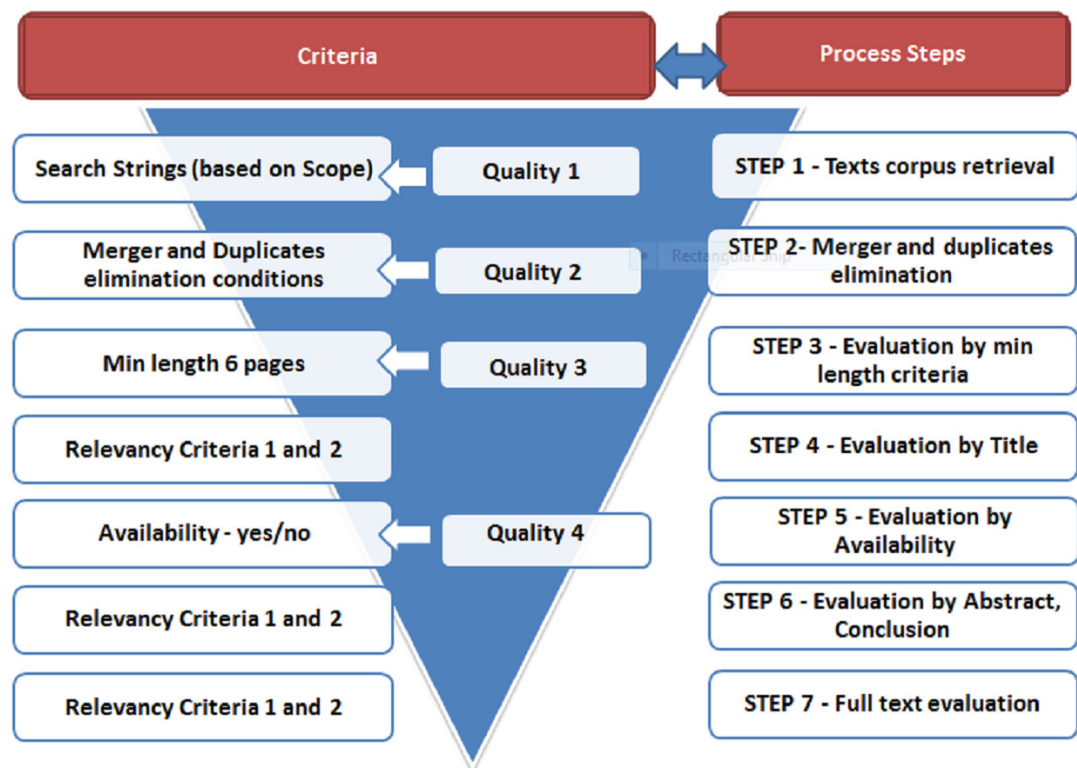 Criteria
Process Steps
Search Strings (based on Scope)
Quality 1
STEP 1 - Texts corpus retrieval
Merger and Duplicates
elimination conditions
Quality 2
Rectangular Snip
STEP 2- Merger and duplicates
elimination
Min length 6 pages
Quality 3
STEP 3 - Evaluation by min
length criteria
Relevancy Criteria 1 and 2
STEP 4 - Evaluation by Title
Availability - yes/no
Quality 4
STEP 5 - Evaluation by
Availability
Relevancy Criteria 1 and 2
STEP 6 - Evaluation by Abstract,
Conclusion
Relevancy Criteria 1 and 2
STEP 7 - Full text evaluation